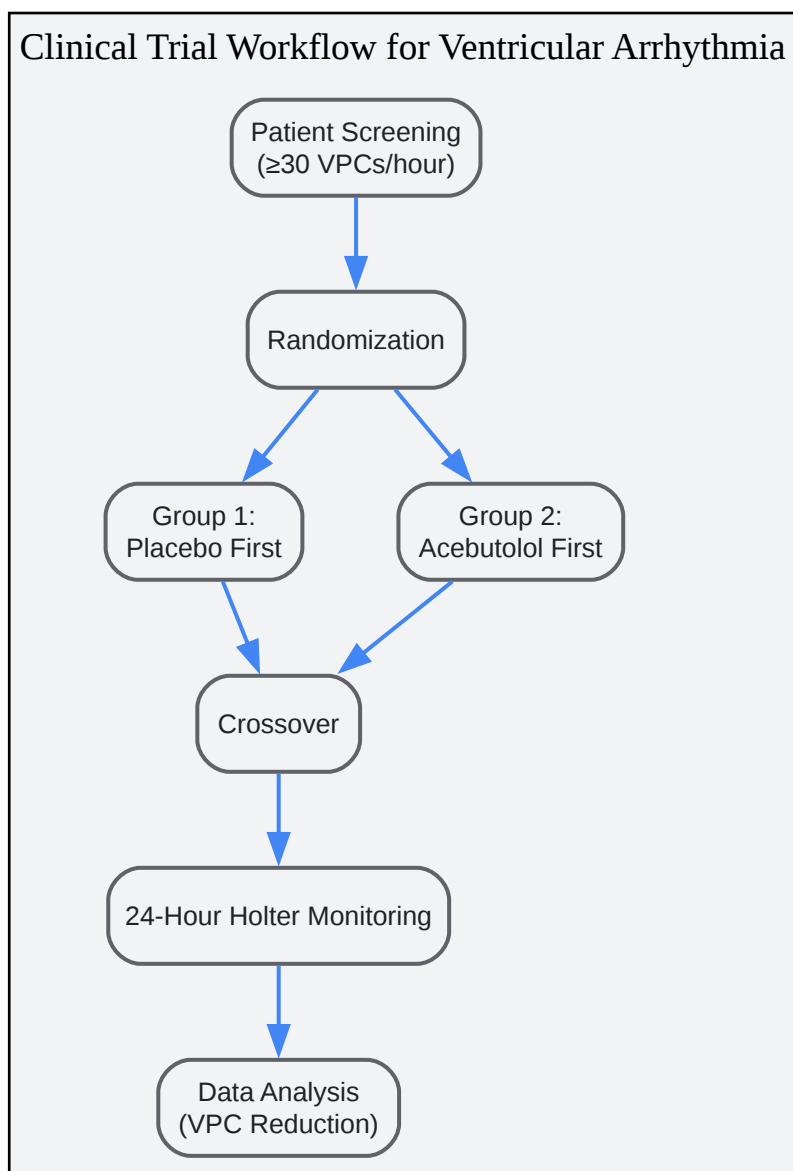 Clinical Trial Workflow for Ventricular Arrhythmia
Patient Screening
(≥30 VPCs/hour)
Randomization
Group 1:
Placebo First
Group 2:
Acebutolol First
Crossover
24-Hour Holter Monitoring
Data Analysis
(VPC Reduction)